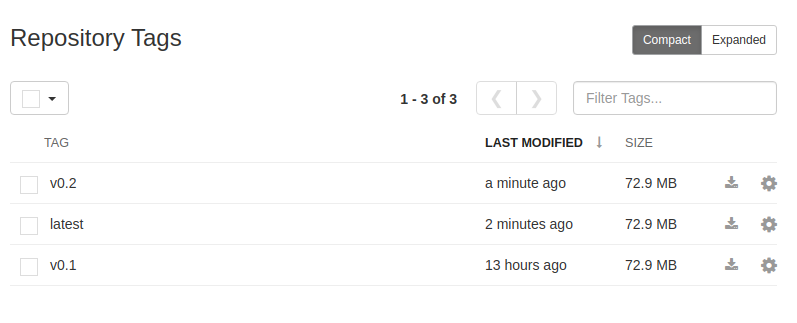 Repository Tags
Compact Expanded
1 - 3 of 3 Filter Tags...
TAG LAST MODIFIED SIZE
v0.2 a minute ago 72.9 MB
latest 2 minutes ago 72.9 MB
v0.1 13 hours ago 72.9 MB